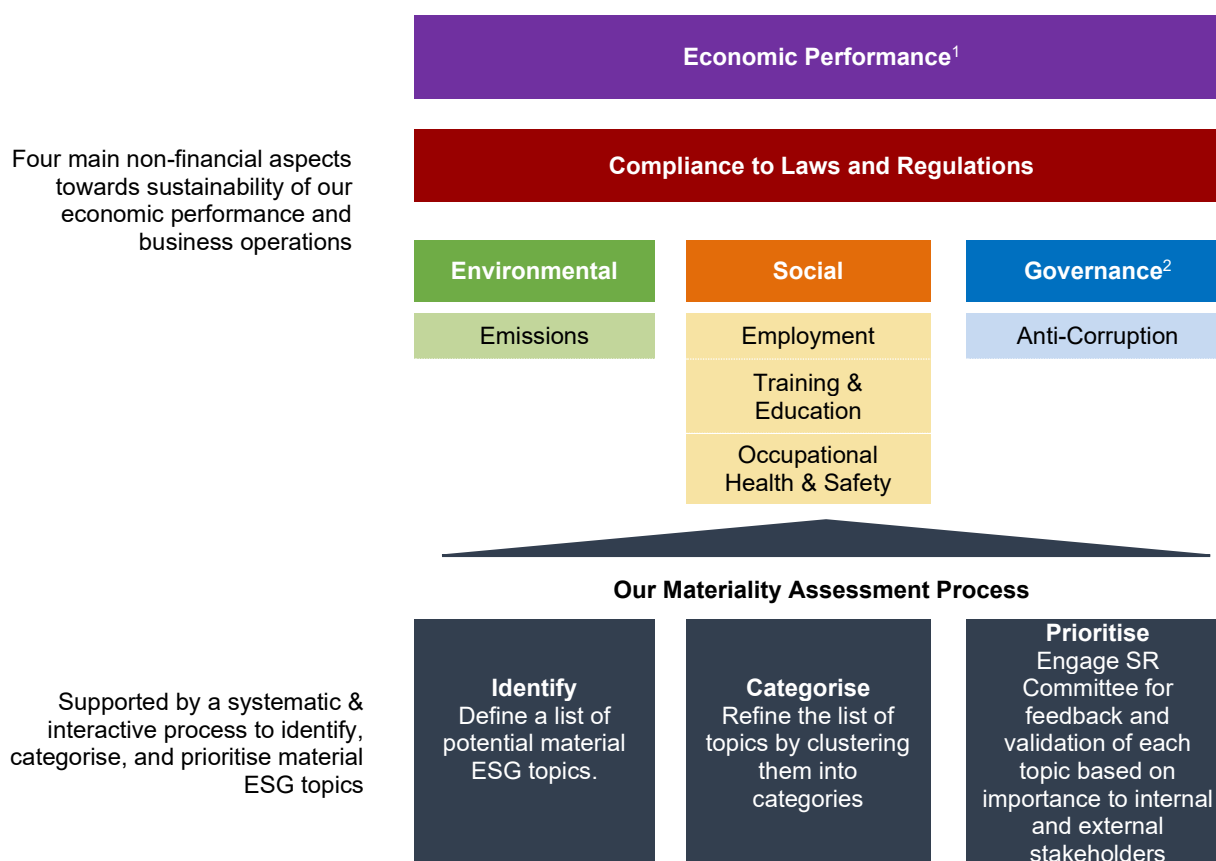 Economic Performance¹
Four main non-financial aspects
towards sustainability of our
economic performance and
business operations
Compliance to Laws and Regulations
Environmental
Social
Governance²
Emissions
Employment
Anti-Corruption
Training &
Education
Occupational
Health & Safety
Our Materiality Assessment Process
Supported by a systematic &
interactive process to identify,
categorise, and prioritise material
ESG topics
Identify
Define a list of
potential material
ESG topics.
Categorise
Refine the list of
topics by clustering
them into
categories
Prioritise
Engage SR
Committee for
feedback and
validation of each
topic based on
importance to internal
and external
stakeholders